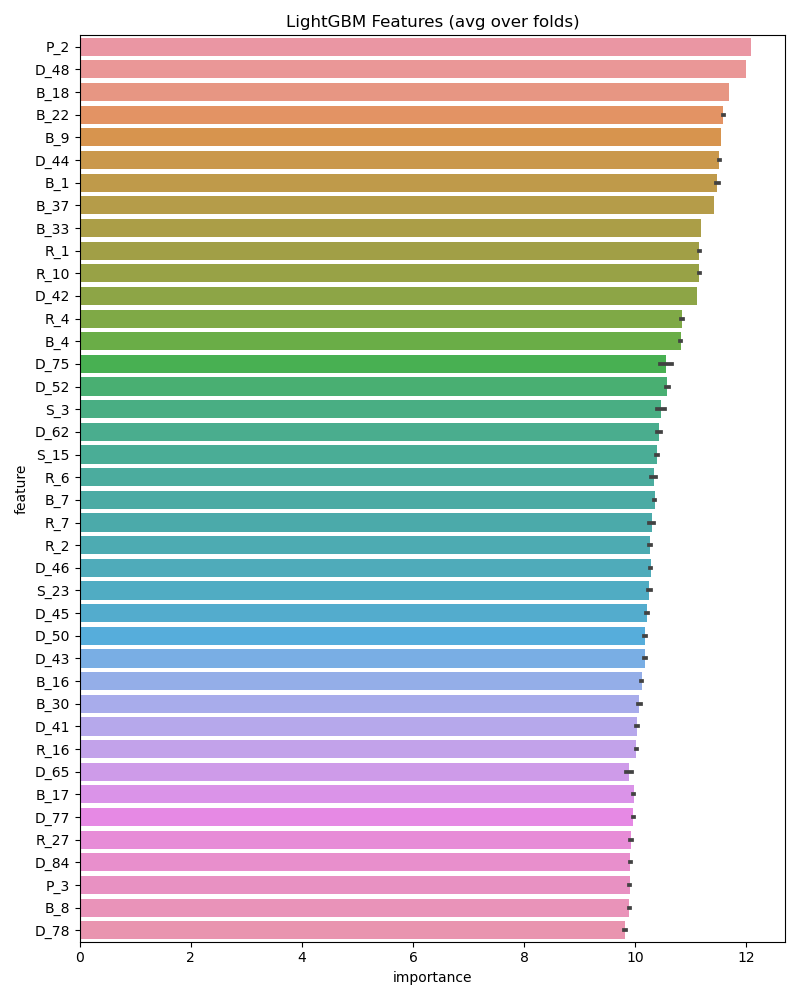 LightGBM Features (avg over folds)
P_2
D_48
B_18
B_22
B_9
D_44
B_1
B_37
B_33
R_1
R_10
D_42
R_4
B_4
D_75
D_52
S_3
D_62
S_15
R_6
B_7
R_7
R_2
D_46
S_23
D_45
D_50
D_43
B_16
B_30
D_41
R_16
D_65
B_17
D_77
R_27
D_84
P_3
B_8
D_78
feature
0 2 4 6 8 10 12
importance